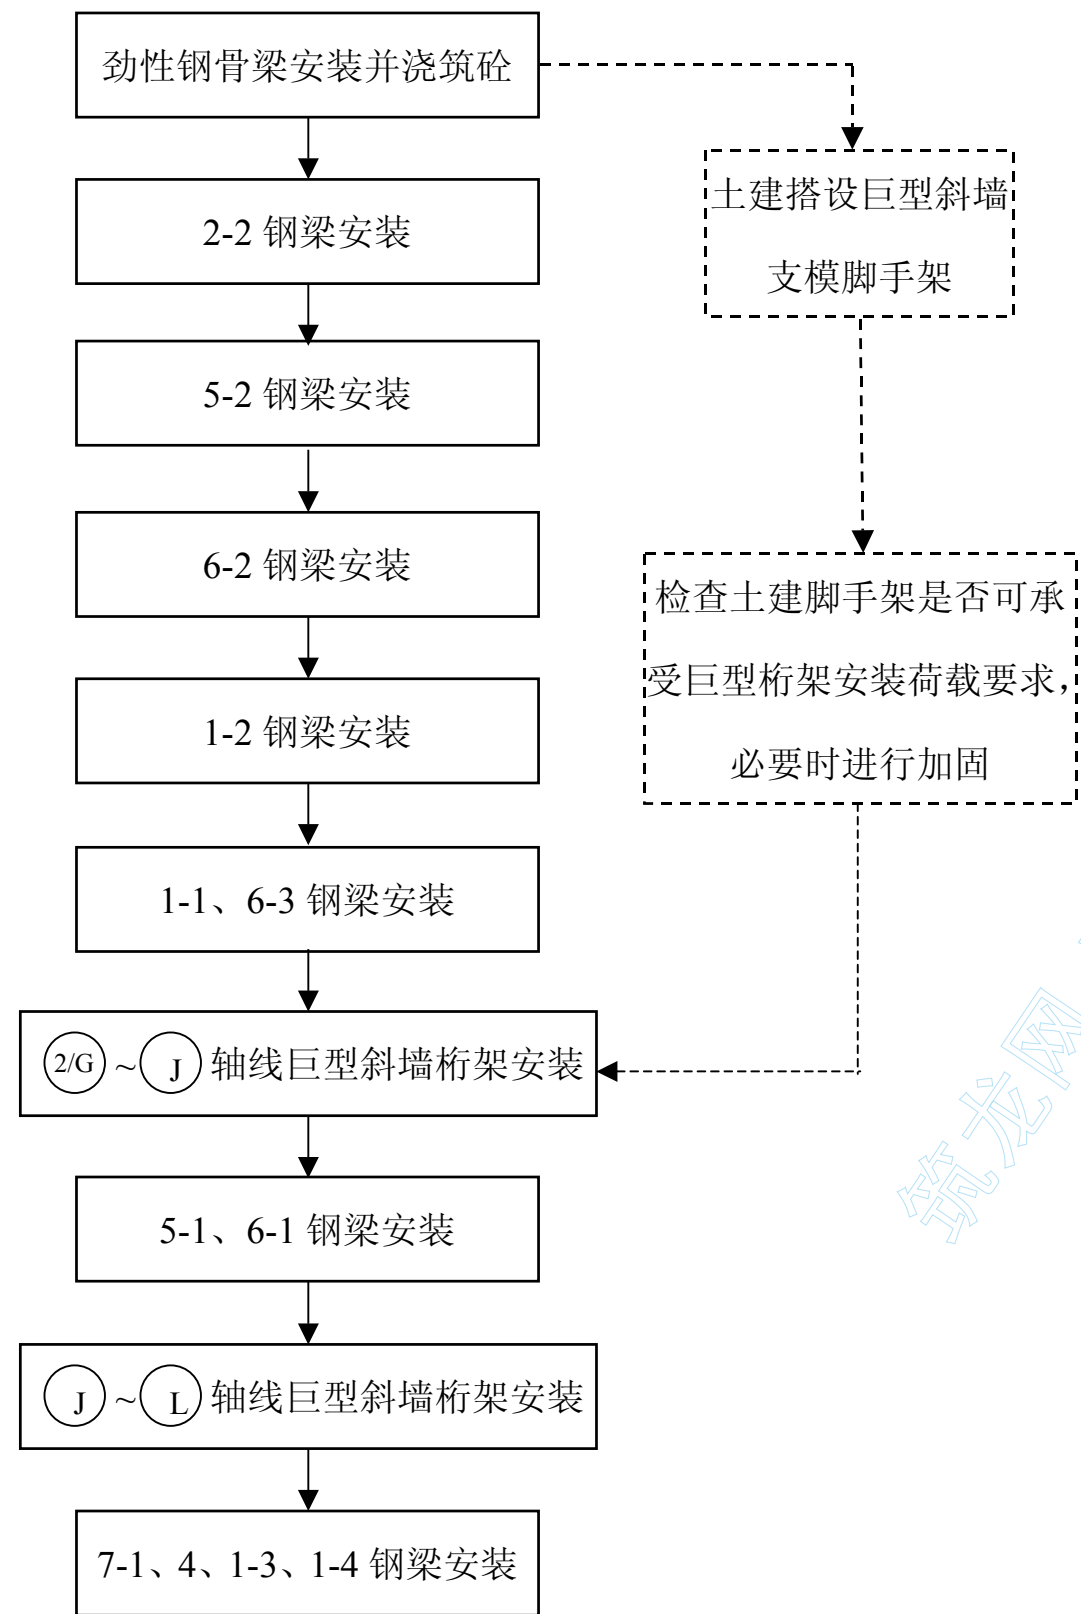 劲性钢骨梁安装并浇筑砼
土建搭设巨型斜墙
支模脚手架
2-2 钢梁安装
5-2 钢梁安装
6-2 钢梁安装
检查土建脚手架是否可承
受巨型桁架安装荷载要求，
必要时进行加固
1-2 钢梁安装
1-1、6-3 钢梁安装
2/G ~ J 轴线巨型斜墙桁架安装
5-1、6-1 钢梁安装
J ~ L 轴线巨型斜墙桁架安装
7-1、4、1-3、1-4 钢梁安装
筑龙网